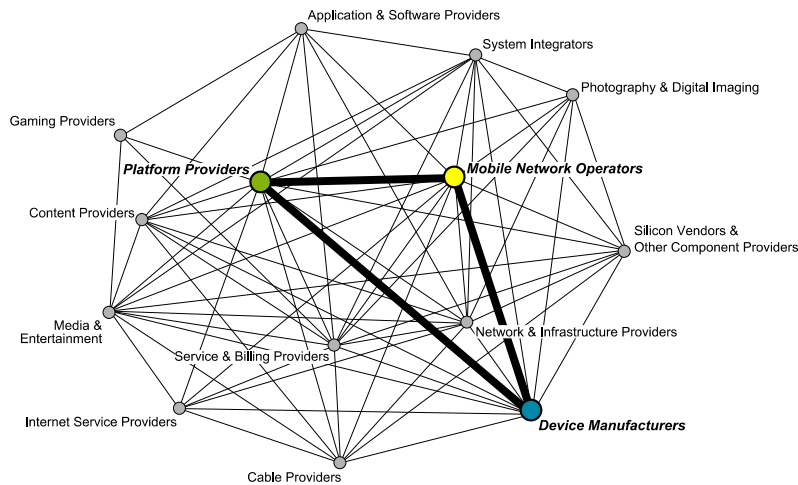 Application & Software Providers
System Integrators
Photography & Digital Imaging
Gaming Providers
Platform Providers
Mobile Network Operators
Content Providers
Silicon Vendors &
Other Component Providers
Media &
Entertainment
Network & Infrastructure Providers
Service & Billing Providers
Internet Service Providers
Device Manufacturers
Cable Providers